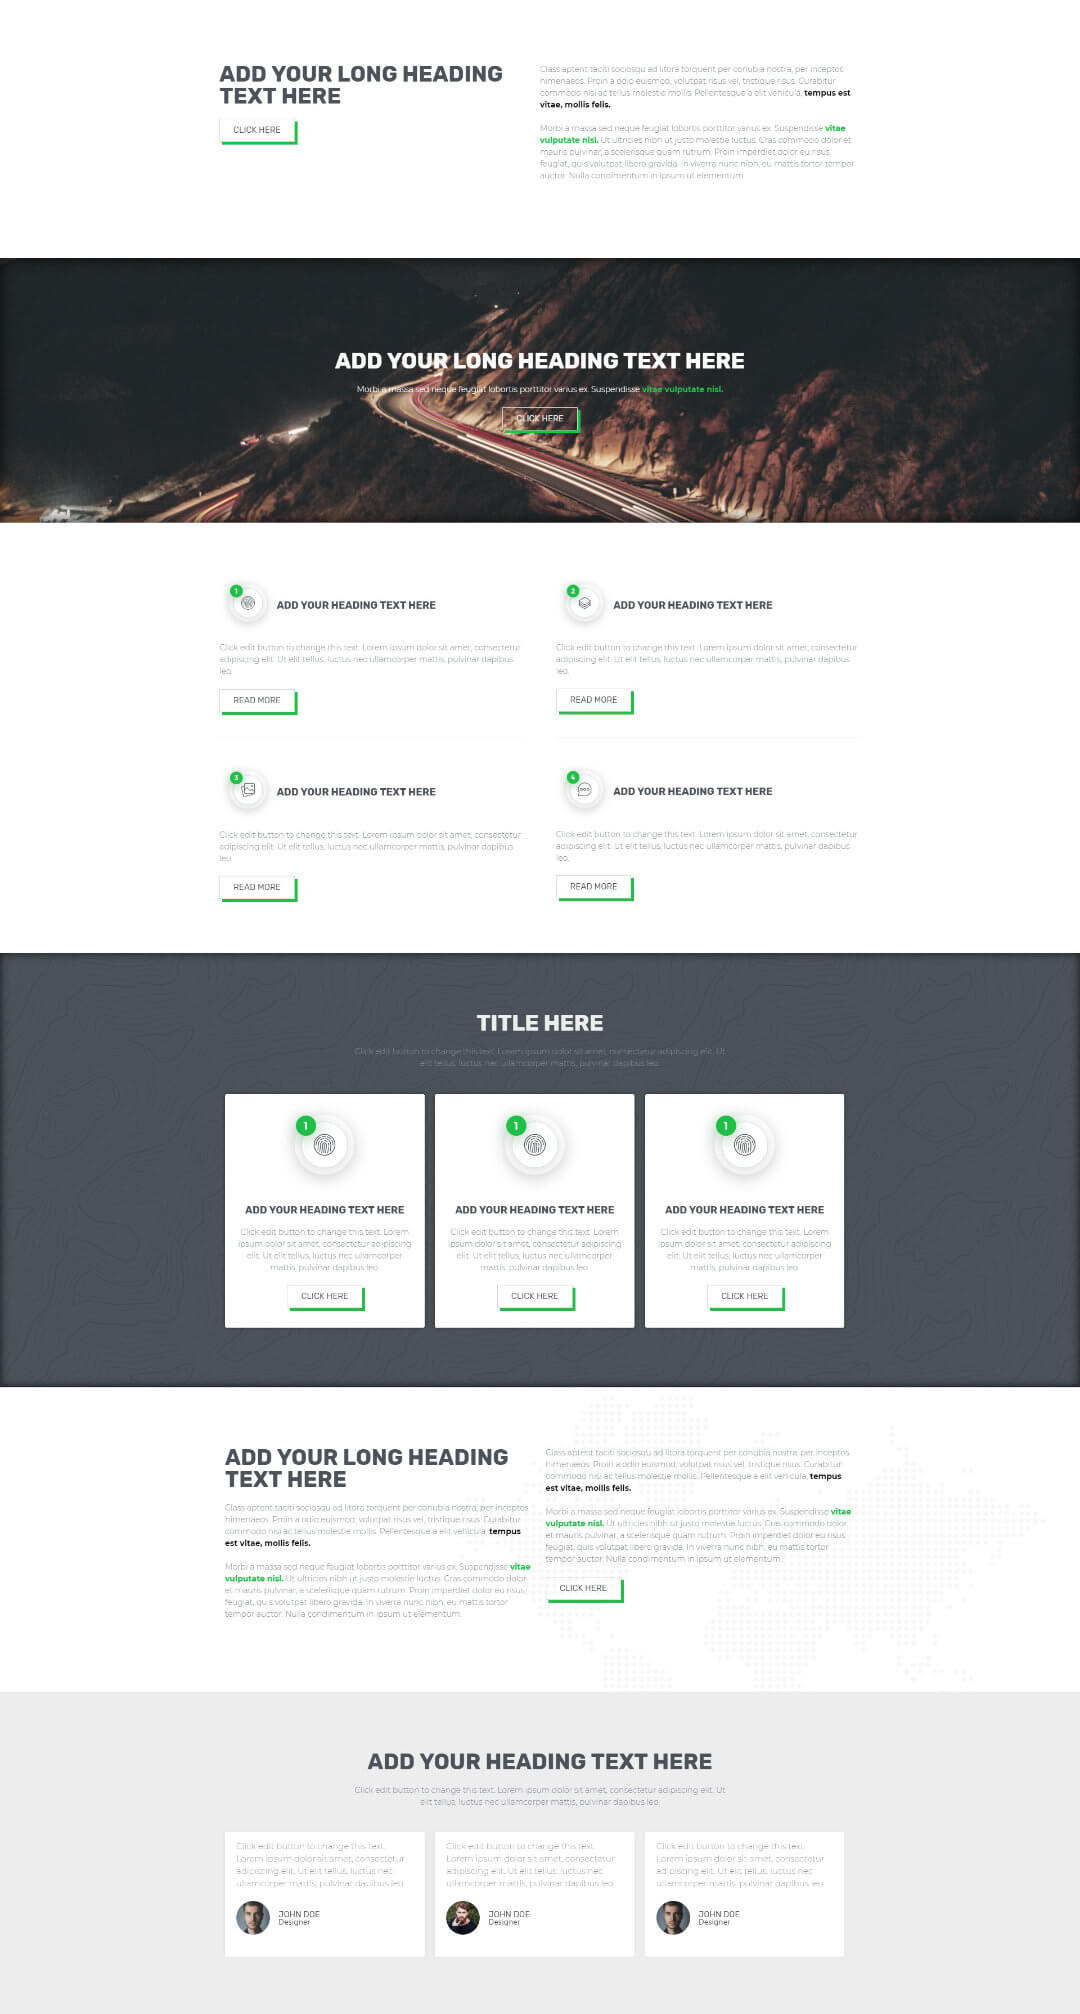 ADD YOUR LONG HEADING
TEXT HERE
CLICK HERE
Class aptent taciti sociosqu ad litora torquent per conubia nostra, per inceptos
himenaeos. Proin a odio euismod, volutpat risus vel, tristique risus. Curabitur
commodo nisi ac tellus molestie mollis. Pellentesque a elit vehicula, tempus est
vitae, mollis felis.
Morbi a massa sed neque feugiat lobortis porttitor varius ex. Suspendisse vitae
vulputate nisl. Ut ultricies nibh ut justo molestie luctus. Cras commodo dolor et
mauris pulvinar, a scelerisque quam rutrum. Proin imperdiet dolor eu risus
feugiat, quis volutpat libero gravida. In viverra nunc nibh, eu mattis tortor tempor
auctor. Nulla condimentum in ipsum ut elementum.
ADD YOUR LONG HEADING TEXT HERE
Morbi a massa sed neque feugiat lobortis porttitor varius ex. Suspendisse vitae vulputate nisl.
CLICK HERE
1
ADD YOUR HEADING TEXT HERE
Click edit button to change this text. Lorem ipsum dolor sit amet, consectetur
adipiscing elit. Ut elit tellus, luctus nec ullamcorper mattis, pulvinar dapibus
leo.
READ MORE
2
ADD YOUR HEADING TEXT HERE
Click edit button to change this text. Lorem ipsum dolor sit amet, consectetur
adipiscing elit. Ut elit tellus, luctus nec ullamcorper mattis, pulvinar dapibus
leo.
READ MORE
3
ADD YOUR HEADING TEXT HERE
Click edit button to change this text. Lorem ipsum dolor sit amet, consectetur
adipiscing elit. Ut elit tellus, luctus nec ullamcorper mattis, pulvinar dapibus
leo.
READ MORE
4
ADD YOUR HEADING TEXT HERE
Click edit button to change this text. Lorem ipsum dolor sit amet, consectetur
adipiscing elit. Ut elit tellus, luctus nec ullamcorper mattis, pulvinar dapibus
leo.
READ MORE
TITLE HERE
Click edit button to change this text. Lorem ipsum dolor sit amet, consectetur adipiscing elit. Ut
elit tellus, luctus nec ullamcorper mattis, pulvinar dapibus leo.
1
ADD YOUR HEADING TEXT HERE
Click edit button to change this text. Lorem
ipsum dolor sit amet, consectetur adipiscing
elit. Ut elit tellus, luctus nec ullamcorper
mattis, pulvinar dapibus leo.
CLICK HERE
1
ADD YOUR HEADING TEXT HERE
Click edit button to change this text. Lorem
ipsum dolor sit amet, consectetur adipiscing
elit. Ut elit tellus, luctus nec ullamcorper
mattis, pulvinar dapibus leo.
CLICK HERE
1
ADD YOUR HEADING TEXT HERE
Click edit button to change this text. Lorem
ipsum dolor sit amet, consectetur adipiscing
elit. Ut elit tellus, luctus nec ullamcorper
mattis, pulvinar dapibus leo.
CLICK HERE
ADD YOUR LONG HEADING
TEXT HERE
Class aptent taciti sociosqu ad litora torquent per conubia nostra, per inceptos
himenaeos. Proin a odio euismod, volutpat risus vel, tristique risus. Curabitur
commodo nisi ac tellus molestie mollis. Pellentesque a elit vehicula, tempus
est vitae, mollis felis.
Morbi a massa sed neque feugiat lobortis porttitor varius ex. Suspendisse vitae
vulputate nisl. Ut ultricies nibh ut justo molestie luctus. Cras commodo dolor
et mauris pulvinar, a scelerisque quam rutrum. Proin imperdiet dolor eu risus
feugiat, quis volutpat libero gravida. In viverra nunc nibh, eu mattis tortor
tempor auctor. Nulla condimentum in ipsum ut elementum.
Class aptent taciti sociosqu ad litora torquent per conubia nostra, per inceptos
himenaeos. Proin a odio euismod, volutpat risus vel, tristique risus. Curabitur
commodo nisi ac tellus molestie mollis. Pellentesque a elit vehicula, tempus
est vitae, mollis felis.
Morbi a massa sed neque feugiat lobortis porttitor varius ex. Suspendisse vitae
vulputate nisl. Ut ultricies nibh ut justo molestie luctus. Cras commodo dolor
et mauris pulvinar, a scelerisque quam rutrum. Proin imperdiet dolor eu risus
feugiat, quis volutpat libero gravida. In viverra nunc nibh, eu mattis tortor
tempor auctor. Nulla condimentum in ipsum ut elementum.
CLICK HERE
ADD YOUR HEADING TEXT HERE
Click edit button to change this text. Lorem ipsum dolor sit amet, consectetur adipiscing elit. Ut
elit tellus, luctus nec ullamcorper mattis, pulvinar dapibus leo.
Click edit button to change this text.
Lorem ipsum dolor sit amet, consectetur
adipiscing elit. Ut elit tellus, luctus nec
ullamcorper mattis, pulvinar dapibus leo.
JOHN DOE
Designer
Click edit button to change this text.
Lorem ipsum dolor sit amet, consectetur
adipiscing elit. Ut elit tellus, luctus nec
ullamcorper mattis, pulvinar dapibus leo.
JOHN DOE
Designer
Click edit button to change this text.
Lorem ipsum dolor sit amet, consectetur
adipiscing elit. Ut elit tellus, luctus nec
ullamcorper mattis, pulvinar dapibus leo.
JOHN DOE
Designer